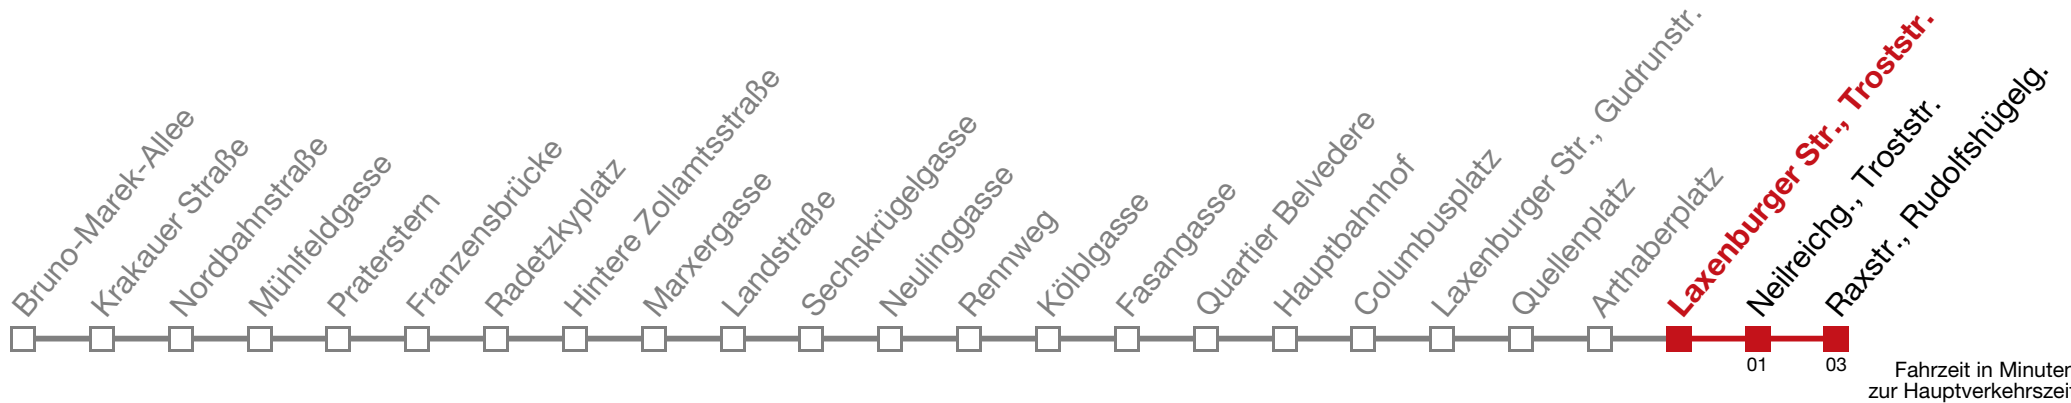 Bruno-Marek-Allee
Krakauer Straße
Nordbahnstraße
Mühlfeldgasse
Praterstern
Franzensbrücke
Radetzkyplatz
Hintere Zollamtsstraße
Marxergasse
Landstraße
Sechskrügelgasse
Neulinggasse
Rennweg
Kölblgasse
Fasangasse
Quartier Belvedere
Hauptbahnhof
Columbusplatz
Laxenburger Str., Gudrunstr.
Quellenplatz
Arthaberplatz
Laxenburger Str., Troststr.
Neilreichg., Troststr.
Raxstr., Rudolfshügelg.
01
03
Fahrzeit in Minuten
zur Hauptverkehrszeit